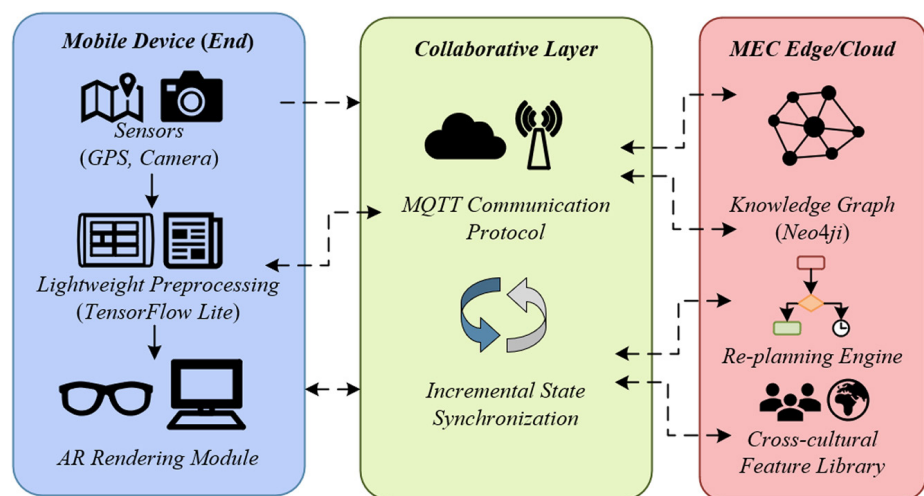 Mobile Device (End)
Sensors
(GPS, Camera)
Lightweight Preprocessing
(TensorFlow Lite)
AR Rendering Module
Collaborative Layer
MQTT Communication
Protocol
Incremental State
Synchronization
MEC Edge/Cloud
Knowledge Graph
(Neo4ji)
Re-planning Engine
Cross-cultural
Feature Library